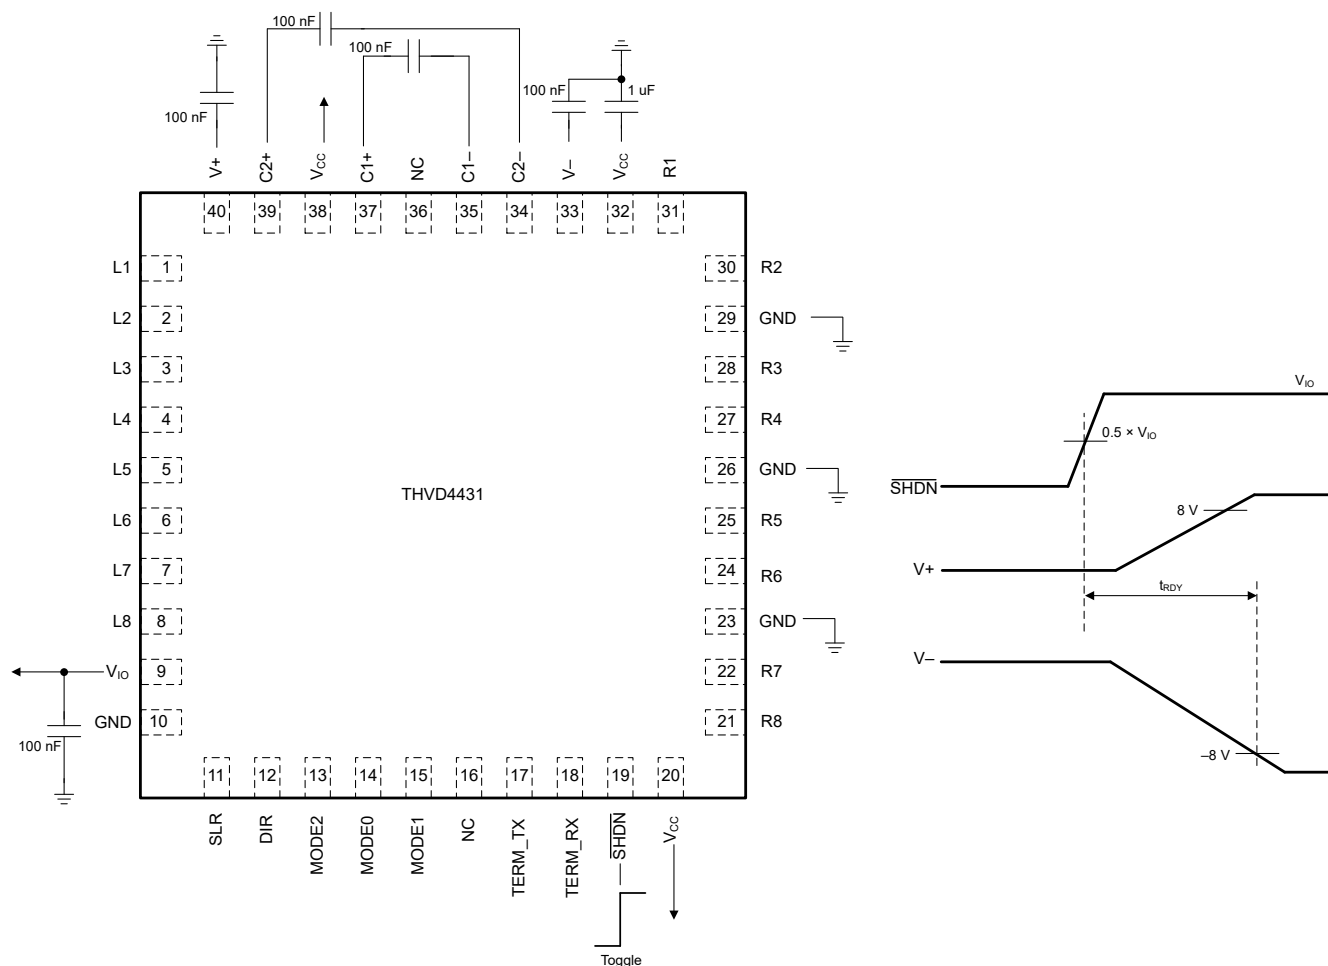 100 nF
100 nF
100 nF
100 nF
1 uF
V+
C2+
VCC
C1+
NC
C1–
C2–
V–
VCC
R1
40
39
38
37
36
35
34
33
32
31
L1 1
30 R2
L2 2
29 GND
L3 3
28 R3
L4 4
27 R4
L5 5
26 GND
THVD4431
L6 6
25 R5
L7 7
24 R6
L8 8
23 GND
VIO 9
22 R7
GND 10
21 R8
100 nF
11
12
13
14
15
16
17
18
19
20
SLR
DIR
MODE2
MODE0
MODE1
NC
TERM_TX
TERM_RX
SHDN
VCC
Toggle
VIO
0.5 × VIO
SHDN
8 V
V+
tRDY
V–
–8 V